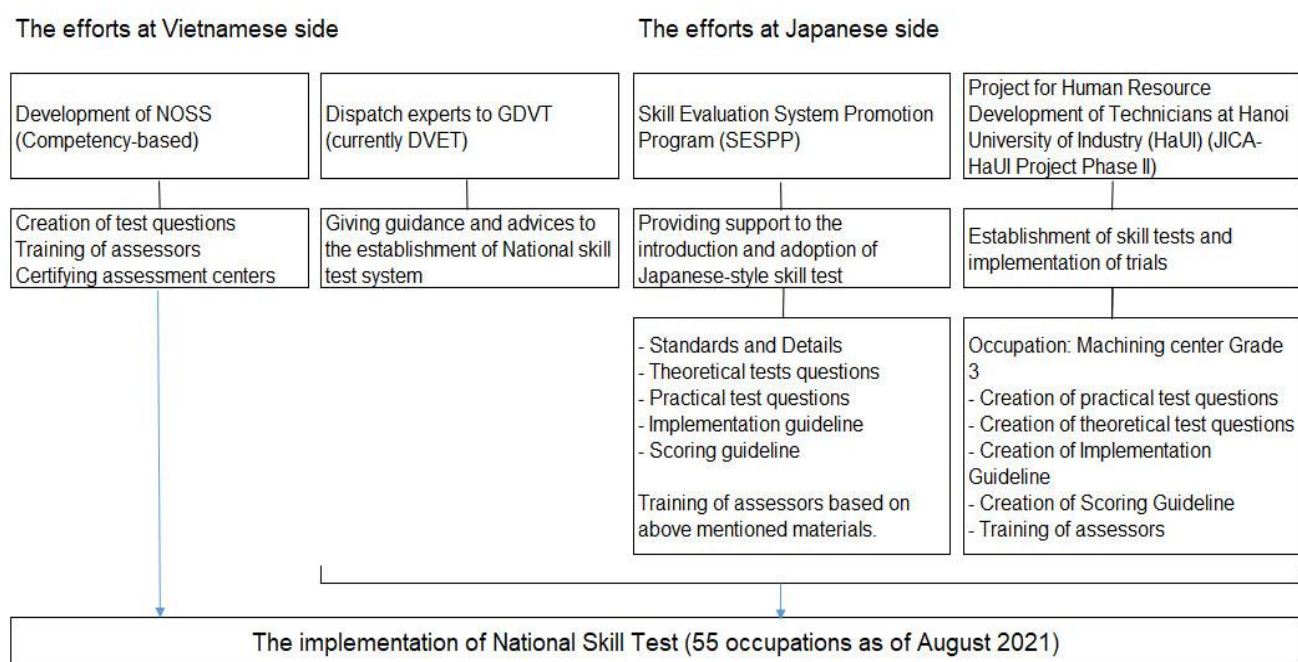 The efforts at Vietnamese side
The efforts at Japanese side
Development of NOSS
(Competency-based)
Dispatch experts to GDVT
(currently DVET)
Skill Evaluation System Promotion
Program (SESPP)
Project for Human Resource
Development of Technicians at Hanoi
University of Industry (HaUI) (JICA-
HaUI Project Phase II)
Creation of test questions
Training of assessors
Certifying assessment centers
Giving guidance and advices to
the establishment of National skill
test system
Providing support to the
introduction and adoption of
Japanese-style skill test
Establishment of skill tests and
implementation of trials
- Standards and Details
- Theoretical tests questions
- Practical test questions
- Implementation guideline
- Scoring guideline
Training of assessors based on
above mentioned materials.
Occupation: Machining center Grade
3
- Creation of practical test questions
- Creation of theoretical test questions
- Creation of Implementation
Guideline
- Creation of Scoring Guideline
- Training of assessors
The implementation of National Skill Test (55 occupations as of August 2021)